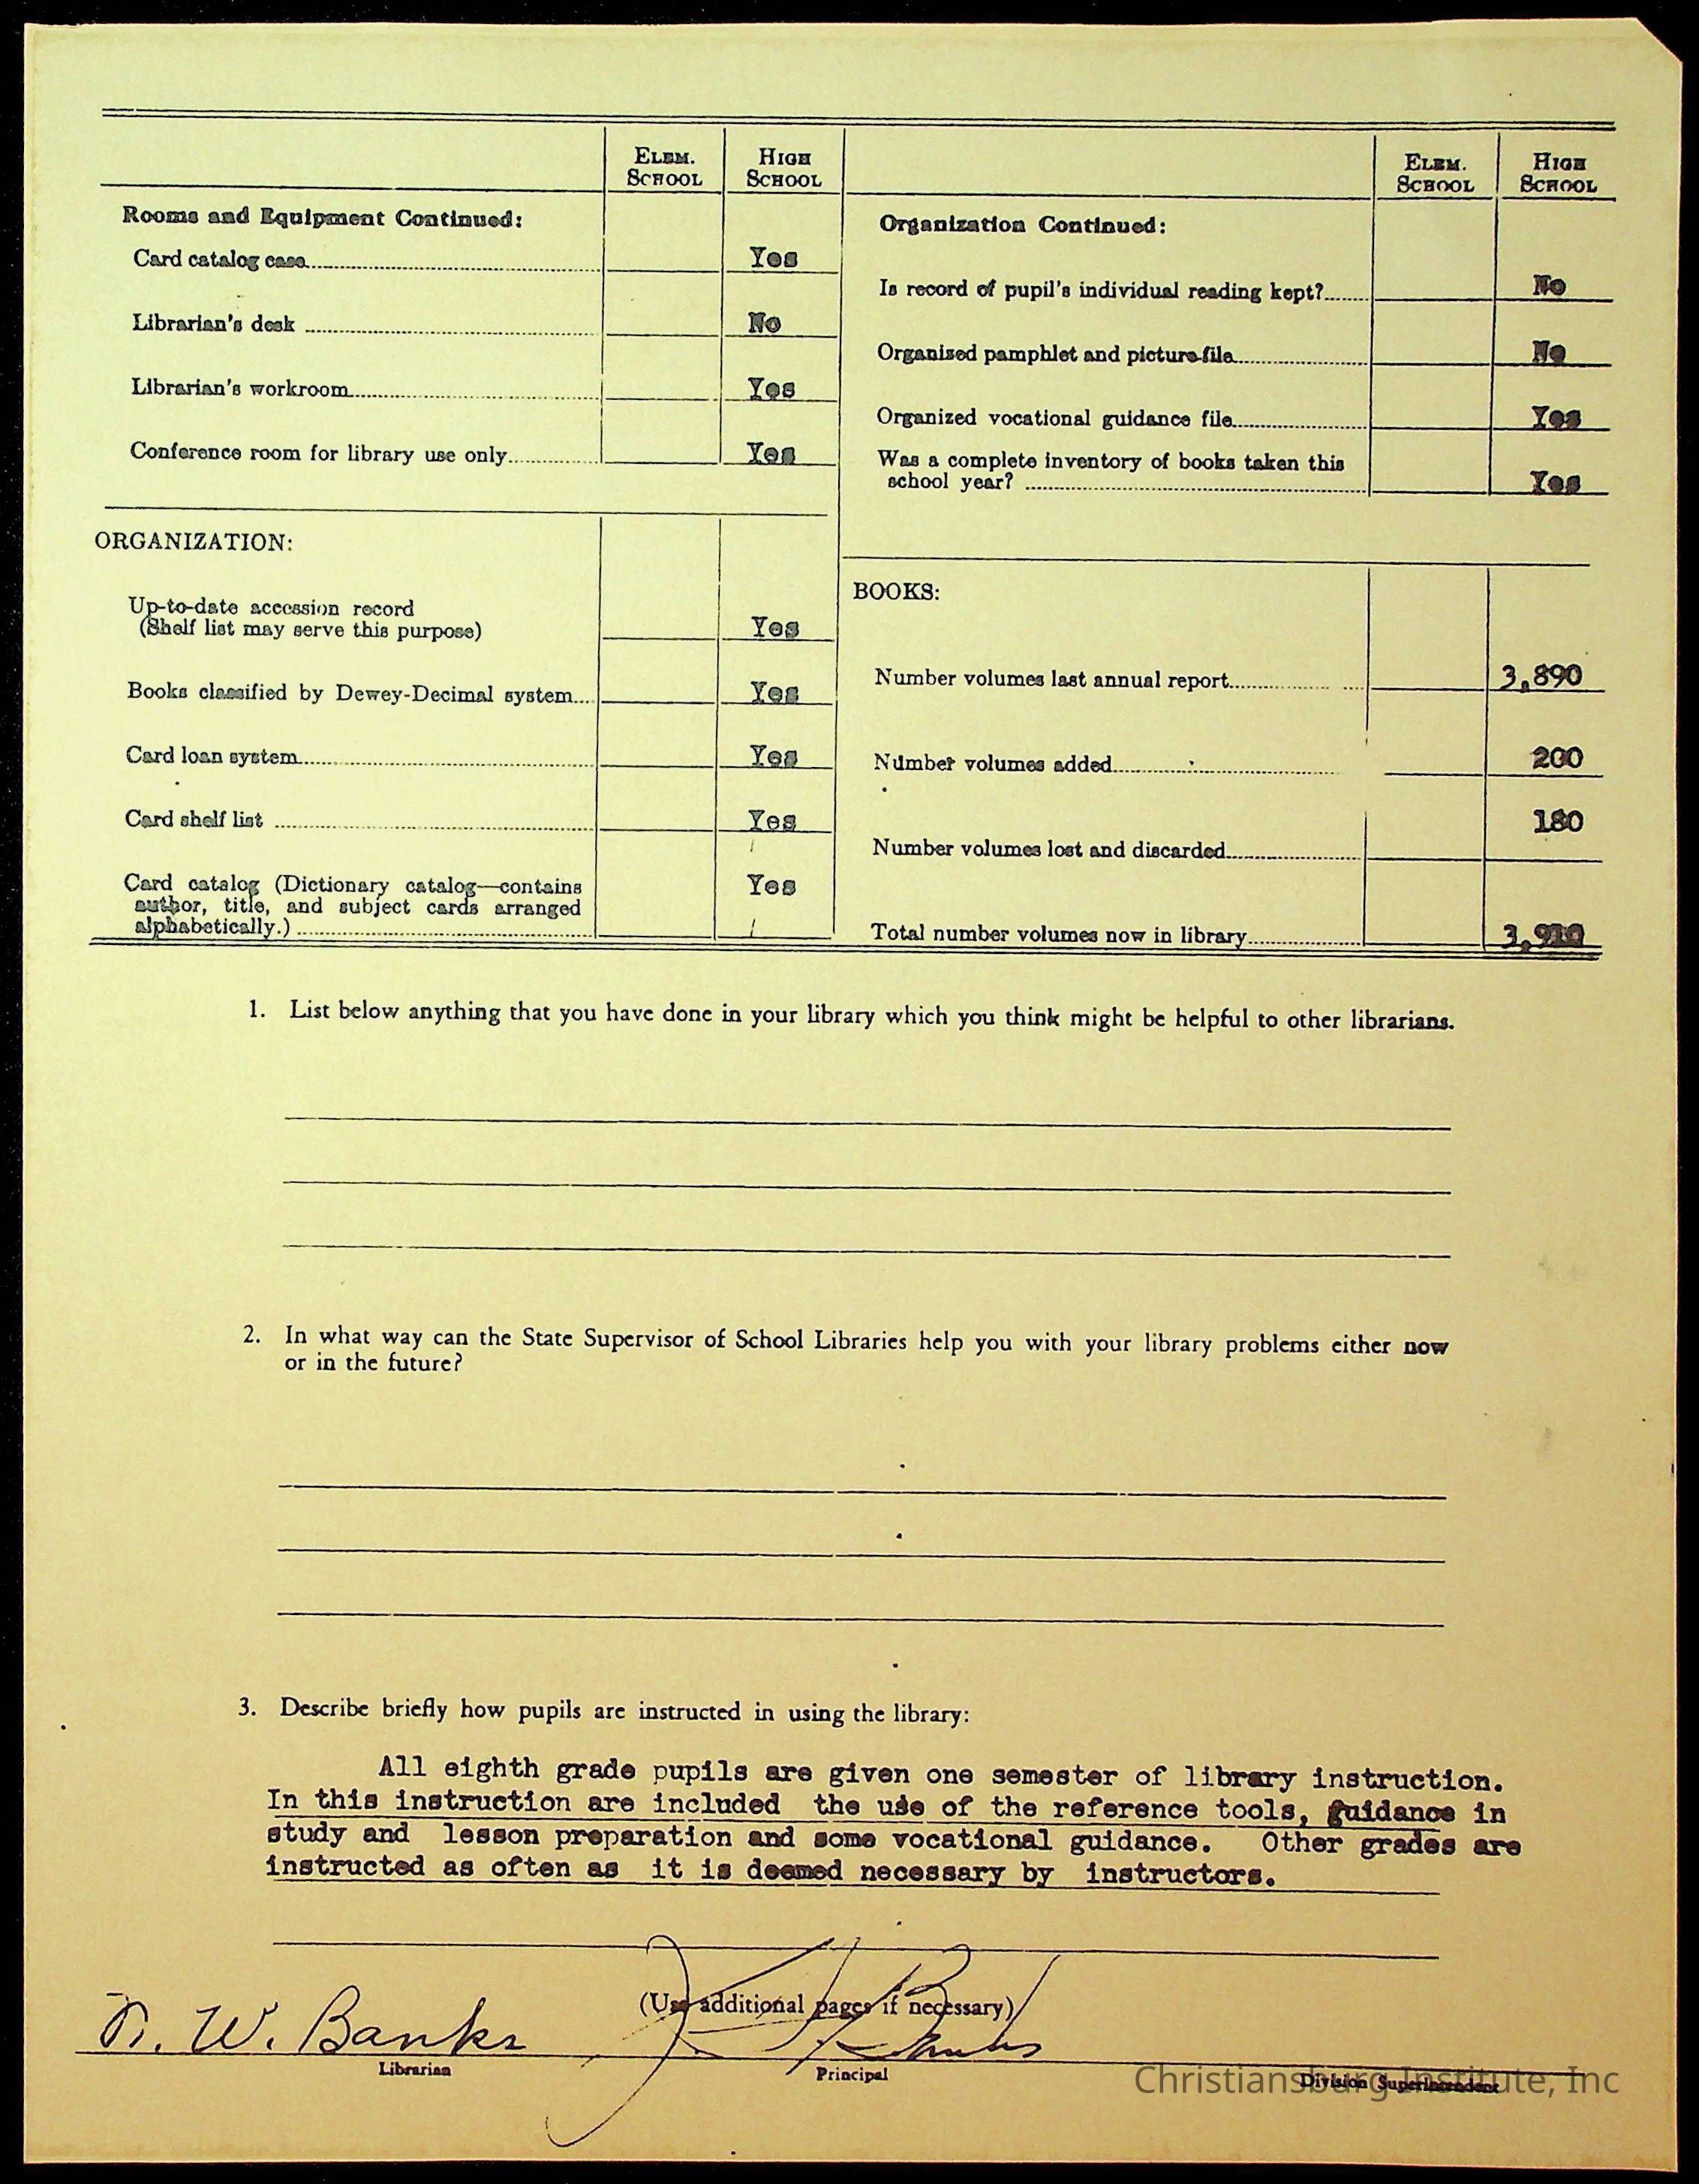 ELEM. SCHOOL
HIGH SCHOOL
Rooms and Equipment Continued:
Card catalog case Yes
Librarian's desk No
Librarian's workroom Yes
Conference room for library use only Yes
ORGANIZATION:
Up-to-date accession record
(Shelf list may serve this purpose) Yes
Books classified by Dewey-Decimal system Yes
Card loan system Yes
Card shelf list Yes
Card catalog (Dictionary catalog—contains Yes
author, title, and subject cards arranged
alphabetically.)
ELEM. SCHOOL
HIGH SCHOOL
Organization Continued:
Is record of pupil's individual reading kept? No
Organized pamphlet and picture file No
Organized vocational guidance file Yes
Was a complete inventory of books taken this
school year? Yes
BOOKS:
Number volumes last annual report 3,890
Number volumes added 200
180
Number volumes lost and discarded
Total number volumes now in library 3,910
1. List below anything that you have done in your library which you think might be helpful to other librarians.
2. In what way can the State Supervisor of School Libraries help you with your library problems either now
or in the future?
3. Describe briefly how pupils are instructed in using the library:
All eighth grade pupils are given one semester of library instruction.
In this instruction are included the use of the reference tools, guidance in
study and lesson preparation and some vocational guidance. Other grades are
instructed as often as it is deemed necessary by instructors.
(Use additional pages if necessary)
W. Banks
Librarian
Principal
Division Superintendent
Christiansburg Institute, Inc